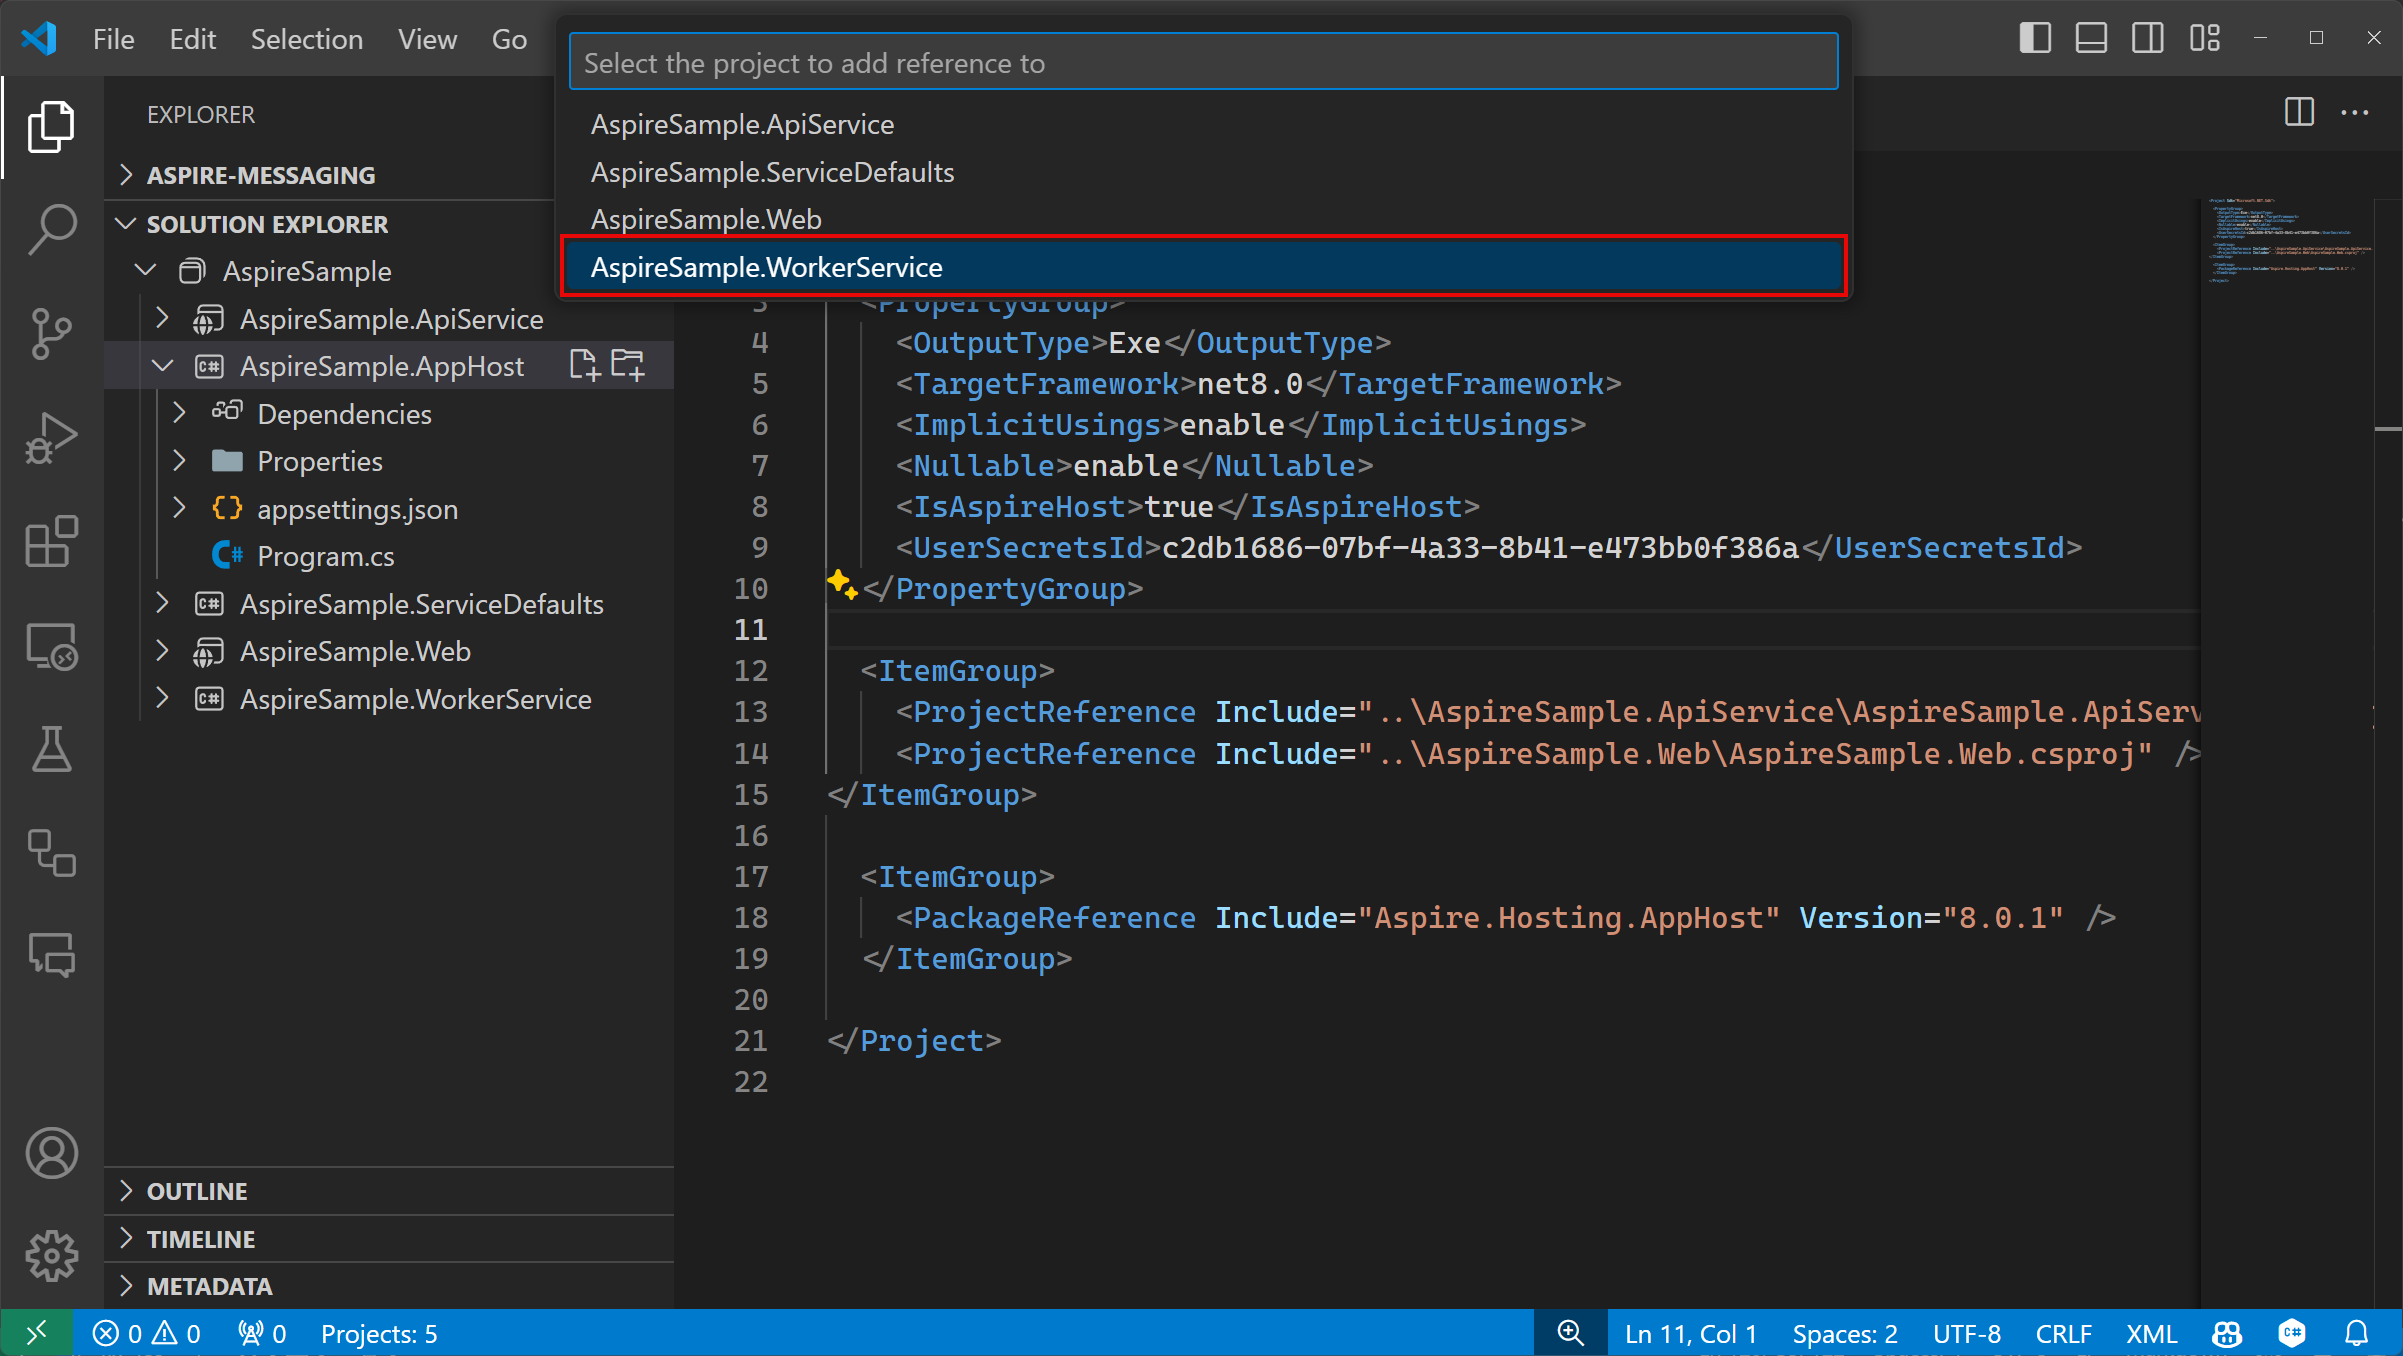 File Edit Selection View Go
Select the project to add reference to
AspireSample.ApiService
AspireSample.ServiceDefaults
AspireSample.Web
AspireSample.WorkerService
EXPLORER
ASPIRE-MESSAGING
SOLUTION EXPLORER
AspireSample
AspireSample.ApiService
AspireSample.AppHost
Dependencies
Properties
appsettings.json
Program.cs
AspireSample.ServiceDefaults
AspireSample.Web
AspireSample.WorkerService
OUTLINE
TIMELINE
METADATA
3 <PropertyGroup>
4 <OutputType>Exe</OutputType>
5 <TargetFramework>net8.0</TargetFramework>
6 <ImplicitUsings>enable</ImplicitUsings>
7 <Nullable>enable</Nullable>
8 <IsAspireHost>true</IsAspireHost>
9 <UserSecretsId>c2db1686-07bf-4a33-8b41-e473bb0f386a</UserSecretsId>
10 </PropertyGroup>
11
12 <ItemGroup>
13 <ProjectReference Include="..\AspireSample.ApiService\AspireSample.ApiServ
14 <ProjectReference Include="..\AspireSample.Web\AspireSample.Web.csproj" />
15 </ItemGroup>
16
17 <ItemGroup>
18 <PackageReference Include="Aspire.Hosting.AppHost" Version="8.0.1" />
19 </ItemGroup>
20
21 </Project>
22
0 0 0 Projects: 5 Ln 11, Col 1 Spaces: 2 UTF-8 CRLF XML